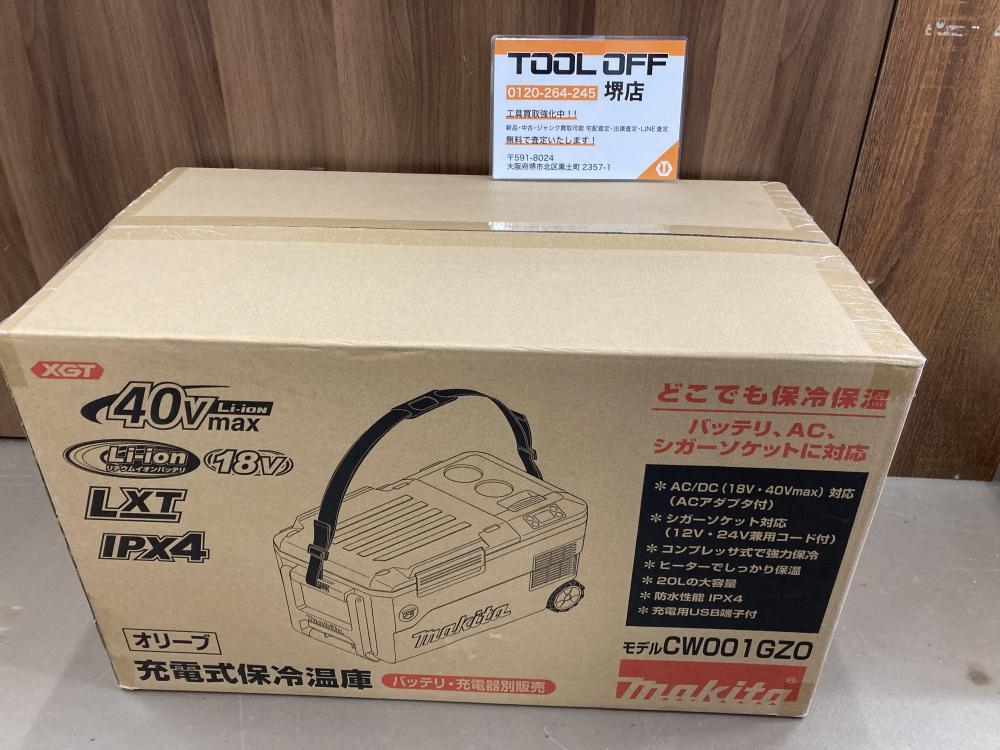 TOOL OFF
0120-264-245 堺店
工具買取強化中！！
新品・中古・ジャンク買取可能 宅配査定・出張査定・LINE査定
無料で査定いたします！
〒591-8024
大阪府堺市北区黒土町 2357-1
XGT
40Vmax Li-ion
Li-ion
リチウムイオンバッテリ
18V
LXT
IPX4
どこでも保冷保温
バッテリ、AC、
シガーソケットに対応
＊ AC/DC（18V・40Vmax）対応
（ACアダプタ付）
＊ シガーソケット対応
（12V・24V兼用コード付）
＊ コンプレッサ式で強力保冷
＊ ヒーターでしっかり保温
＊ 20Lの大容量
＊ 防水性能 IPX4
＊ 充電用USB端子付
makita
オリーブ
充電式保冷温庫
バッテリ・充電器別販売
モデルCW001GZO
makita®